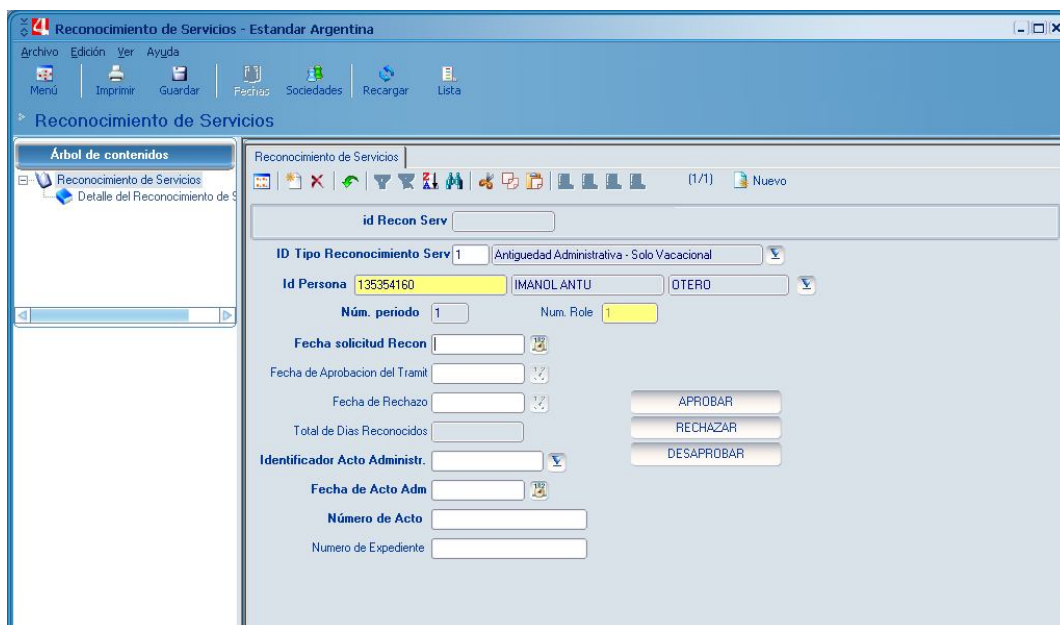 Reconocimiento de Servicios - Estandar Argentina
Archivo Edición Ver Ayuda
Menú Imprimir Guardar Fechas Sociedades Recargar Lista
Reconocimiento de Servicios
Árbol de contenidos
Reconocimiento de Servicios
Detalle del Reconocimiento de S
Reconocimiento de Servicios
(1/1) Nuevo
id Recon Serv
ID Tipo Reconocimiento Serv 1 Antiguedad Administrativa - Solo Vacacional
Id Persona 135354160 IMANOL ANTU OTERO
Núm. periodo 1 Num. Role 1
Fecha solicitud Recon
Fecha de Aprobacion del Tramit
Fecha de Rechazo APROBAR
Total de Dias Reconocidos RECHAZAR
Identificador Acto Administr. DESAPROBAR
Fecha de Acto Adm
Número de Acto
Numero de Expediente